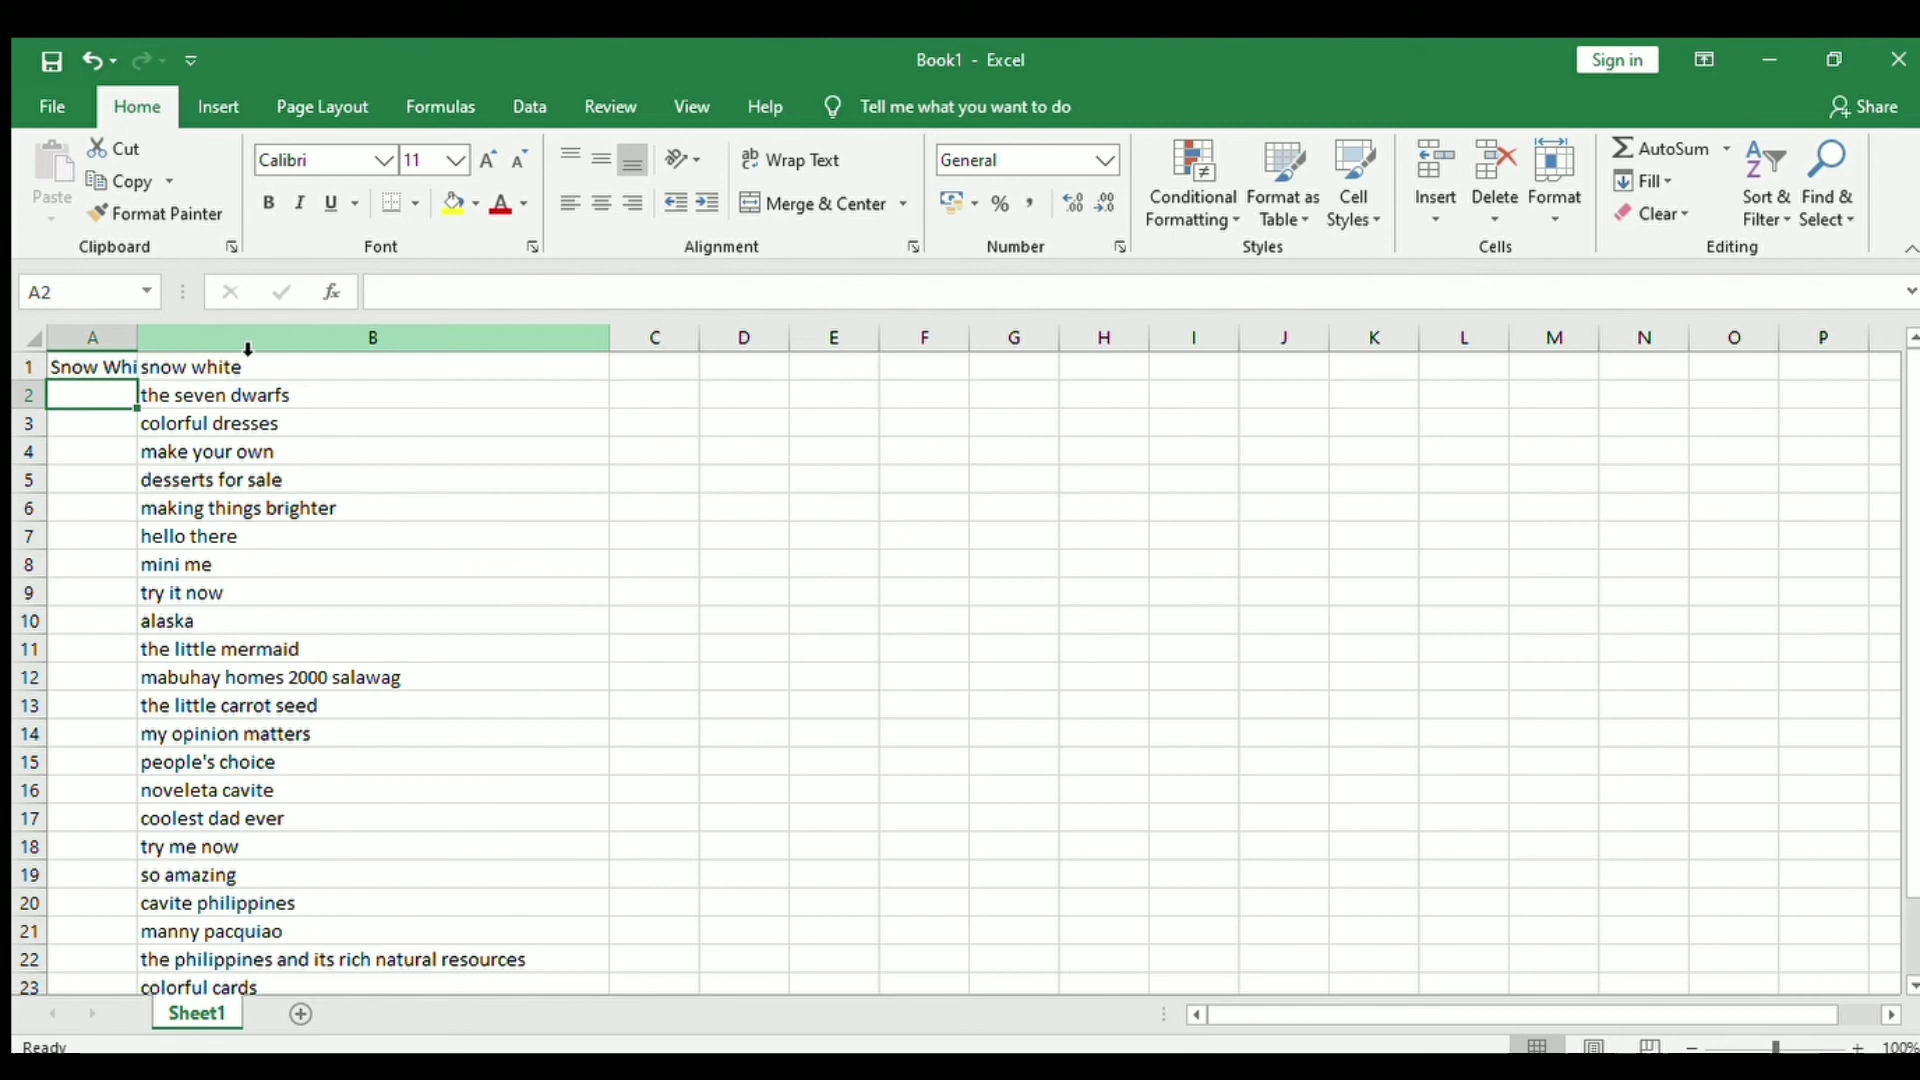 Book1 - Excel
Sign in
File Home Insert Page Layout Formulas Data Review View Help Tell me what you want to do Share
Paste
Cut
Copy
Format Painter
Clipboard
Calibri 11
B I U A
Font
ab Wrap Text
Merge & Center
Alignment
General
% ,
Number
Conditional Formatting
Format as Table
Cell Styles
Styles
Insert
Delete
Format
Cells
AutoSum
Fill
Clear
Sort & Filter
Find & Select
Editing
A2 fx
A B C D E F G H I J K L M N O P
1 Snow Whi snow white
2 the seven dwarfs
3 colorful dresses
4 make your own
5 desserts for sale
6 making things brighter
7 hello there
8 mini me
9 try it now
10 alaska
11 the little mermaid
12 mabuhay homes 2000 salawag
13 the little carrot seed
14 my opinion matters
15 people's choice
16 noveleta cavite
17 coolest dad ever
18 try me now
19 so amazing
20 cavite philippines
21 manny pacquiao
22 the philippines and its rich natural resources
23 colorful cards
Sheet1
Ready
100%